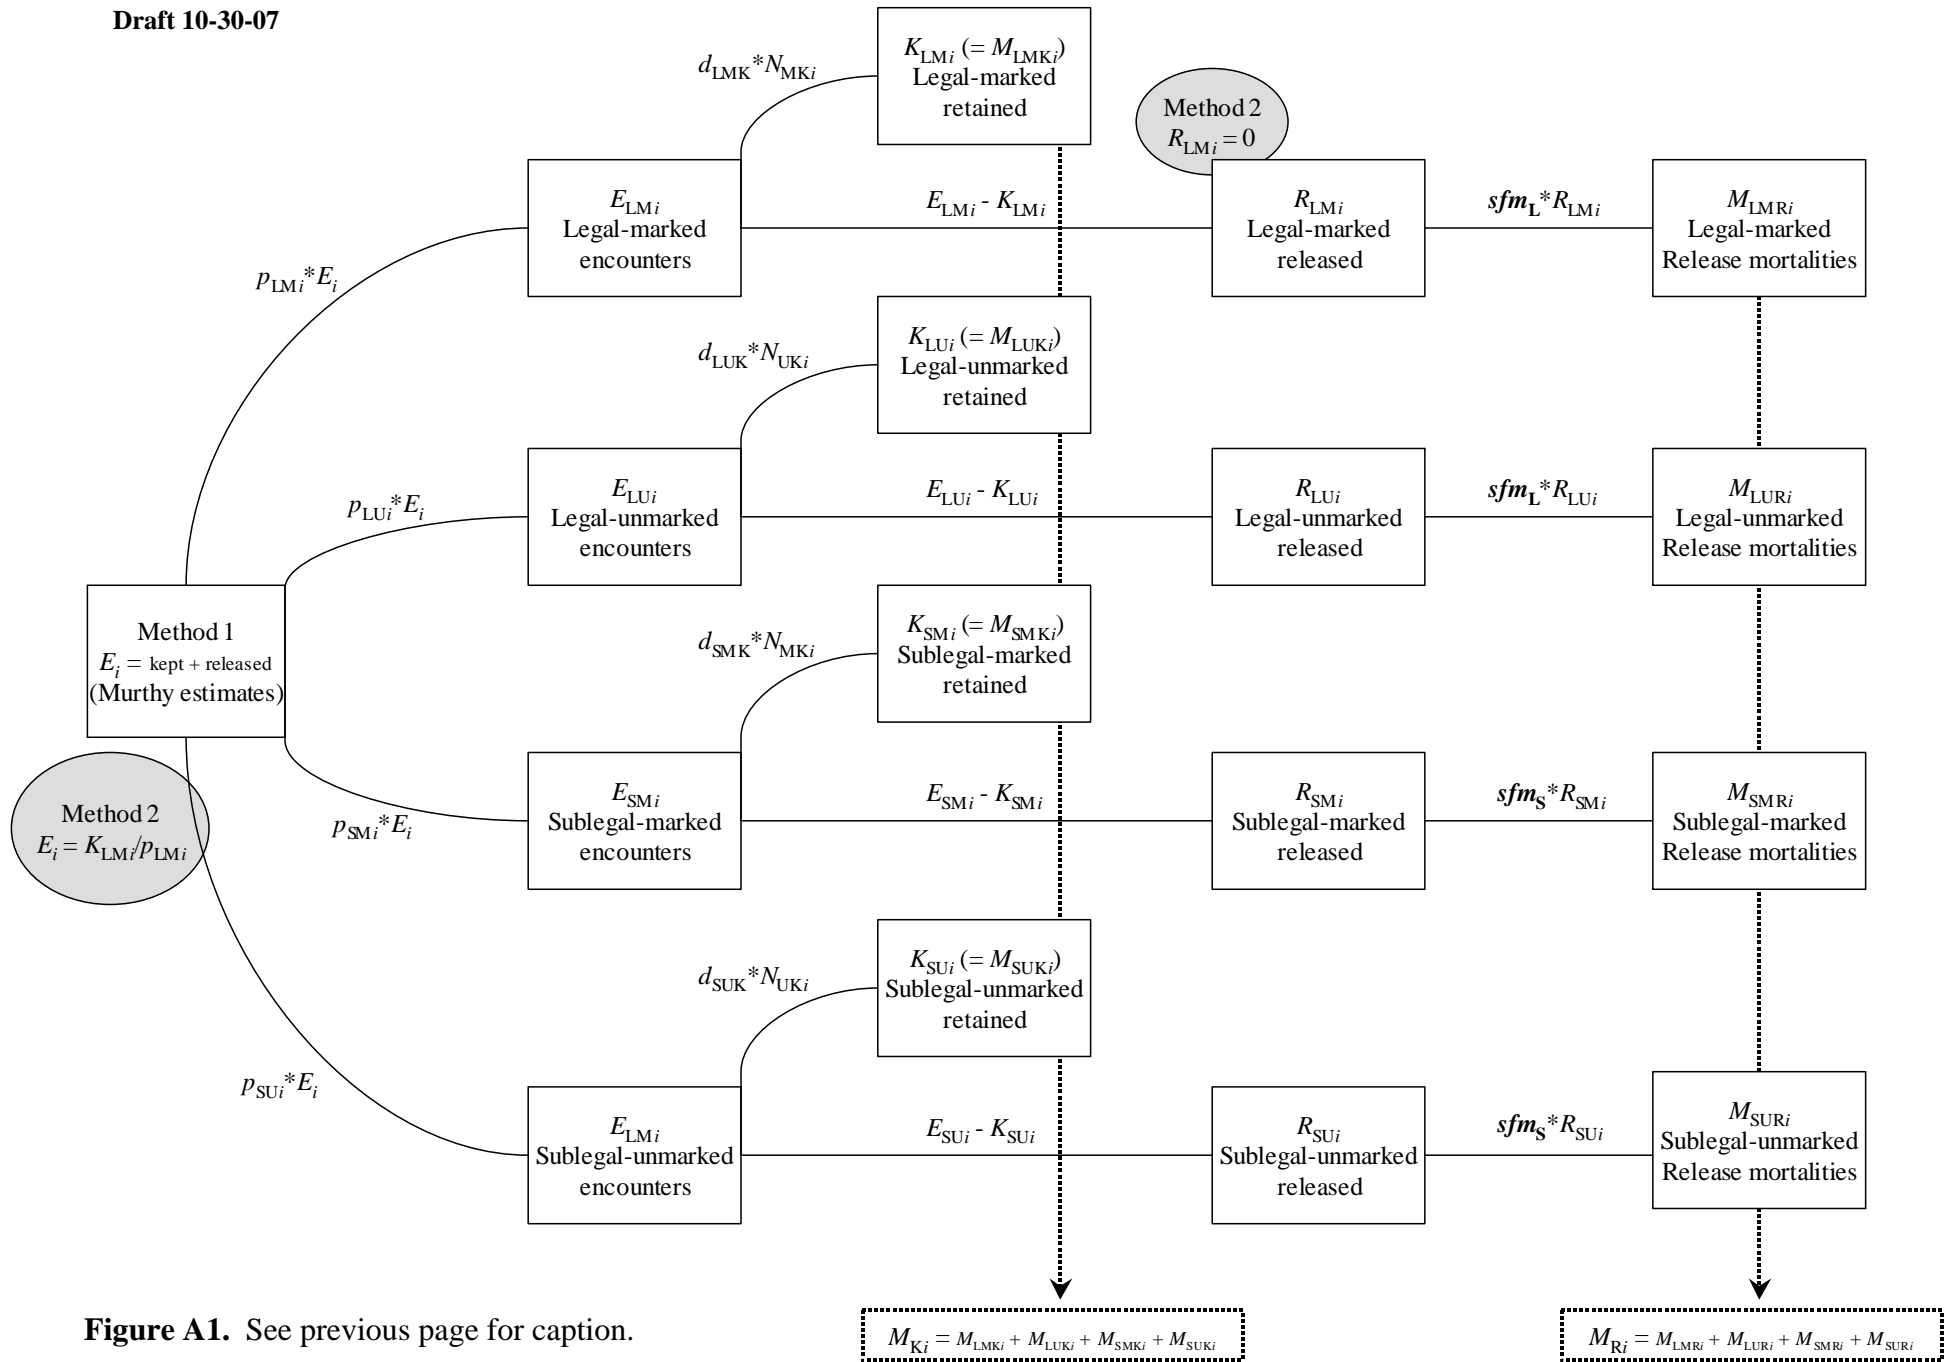 Draft 10-30-07
d_LMK*N_MKi
K_LMi (= M_LMKi)
Legal-marked
retained
Method 2
R_LMi = 0
p_LMi*E_i
E_LMi
Legal-marked
encounters
E_LMi - K_LMi
R_LMi
Legal-marked
released
sfm_L*R_LMi
M_LMRi
Legal-marked
Release mortalities
d_LUK*N_UKi
K_LUi (= M_LUKi)
Legal-unmarked
retained
p_LUi*E_i
E_LUi
Legal-unmarked
encounters
E_LUi - K_LUi
R_LUi
Legal-unmarked
released
sfm_L*R_LUi
M_LURi
Legal-unmarked
Release mortalities
Method 1
E_i = kept + released
(Murthy estimates)
d_SMK*N_MKi
K_SMi (= M_SMKi)
Sublegal-marked
retained
Method 2
E_i = K_LMi/p_LMi
p_SMi*E_i
E_SMi
Sublegal-marked
encounters
E_SMi - K_SMi
R_SMi
Sublegal-marked
released
sfm_S*R_SMi
M_SMRi
Sublegal-marked
Release mortalities
d_SUK*N_UKi
K_SUi (= M_SUKi)
Sublegal-unmarked
retained
p_SUi*E_i
E_LMi
Sublegal-unmarked
encounters
E_SUi - K_SUi
R_SUi
Sublegal-unmarked
released
sfm_S*R_SUi
M_SURi
Sublegal-unmarked
Release mortalities
Figure A1. See previous page for caption.
M_Ki = M_LMKi + M_LUKi + M_SMKi + M_SUKi
M_Ri = M_LMRi + M_LURi + M_SMRi + M_SURi